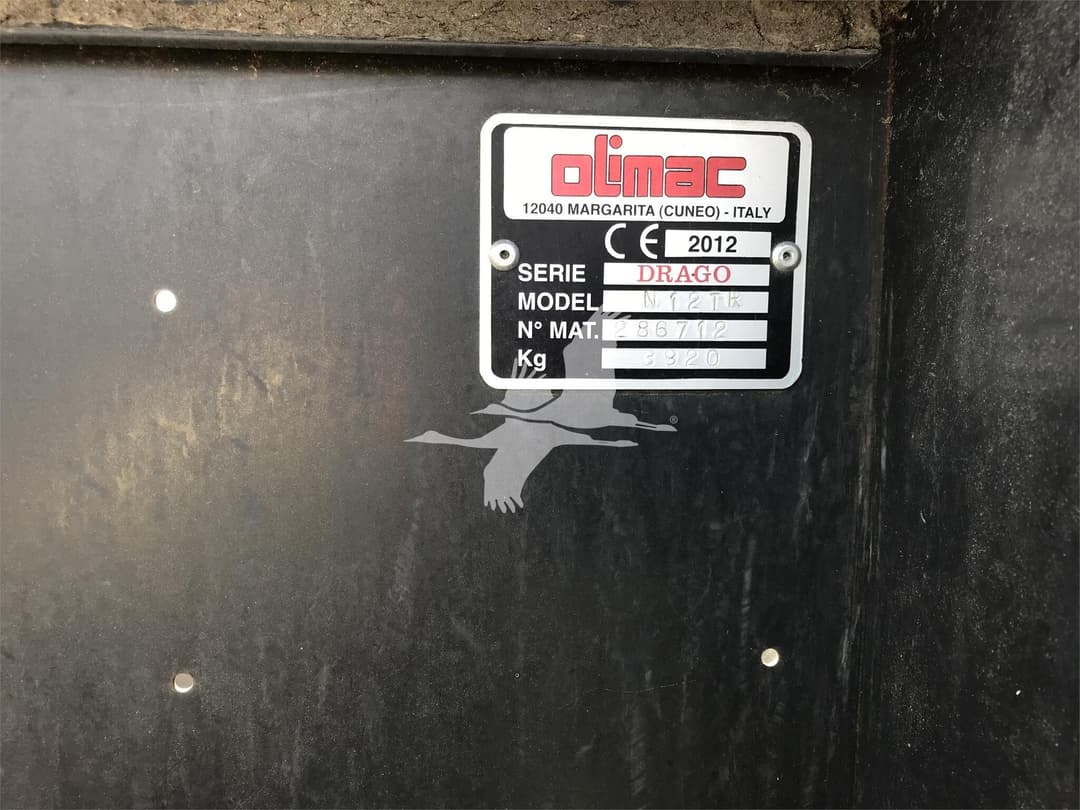 olimac
12040 MARGARITA (CUNEO) - ITALY
CE 2012
SERIE DRAGO
MODEL N12TR
N° MAT. 286712
Kg 3920
®